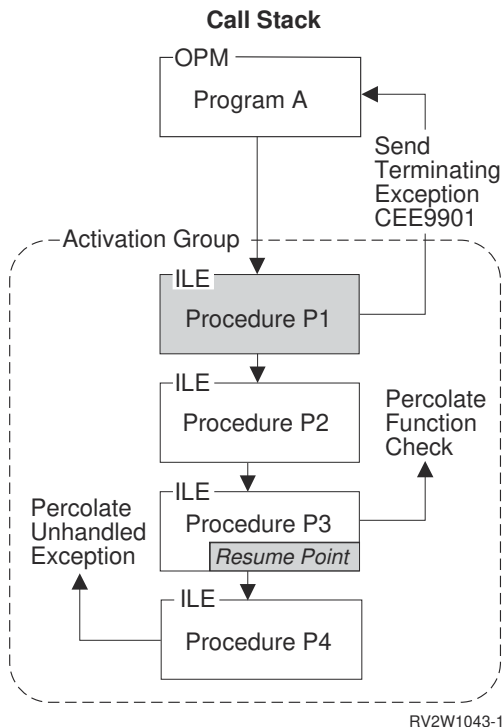 Call Stack
OPM
Program A
Send
Terminating
Exception
CEE9901
Activation Group
ILE
Procedure P1
ILE
Procedure P2
Percolate
Function
Check
ILE
Procedure P3
Resume Point
Percolate
Unhandled
Exception
ILE
Procedure P4
RV2W1043-1